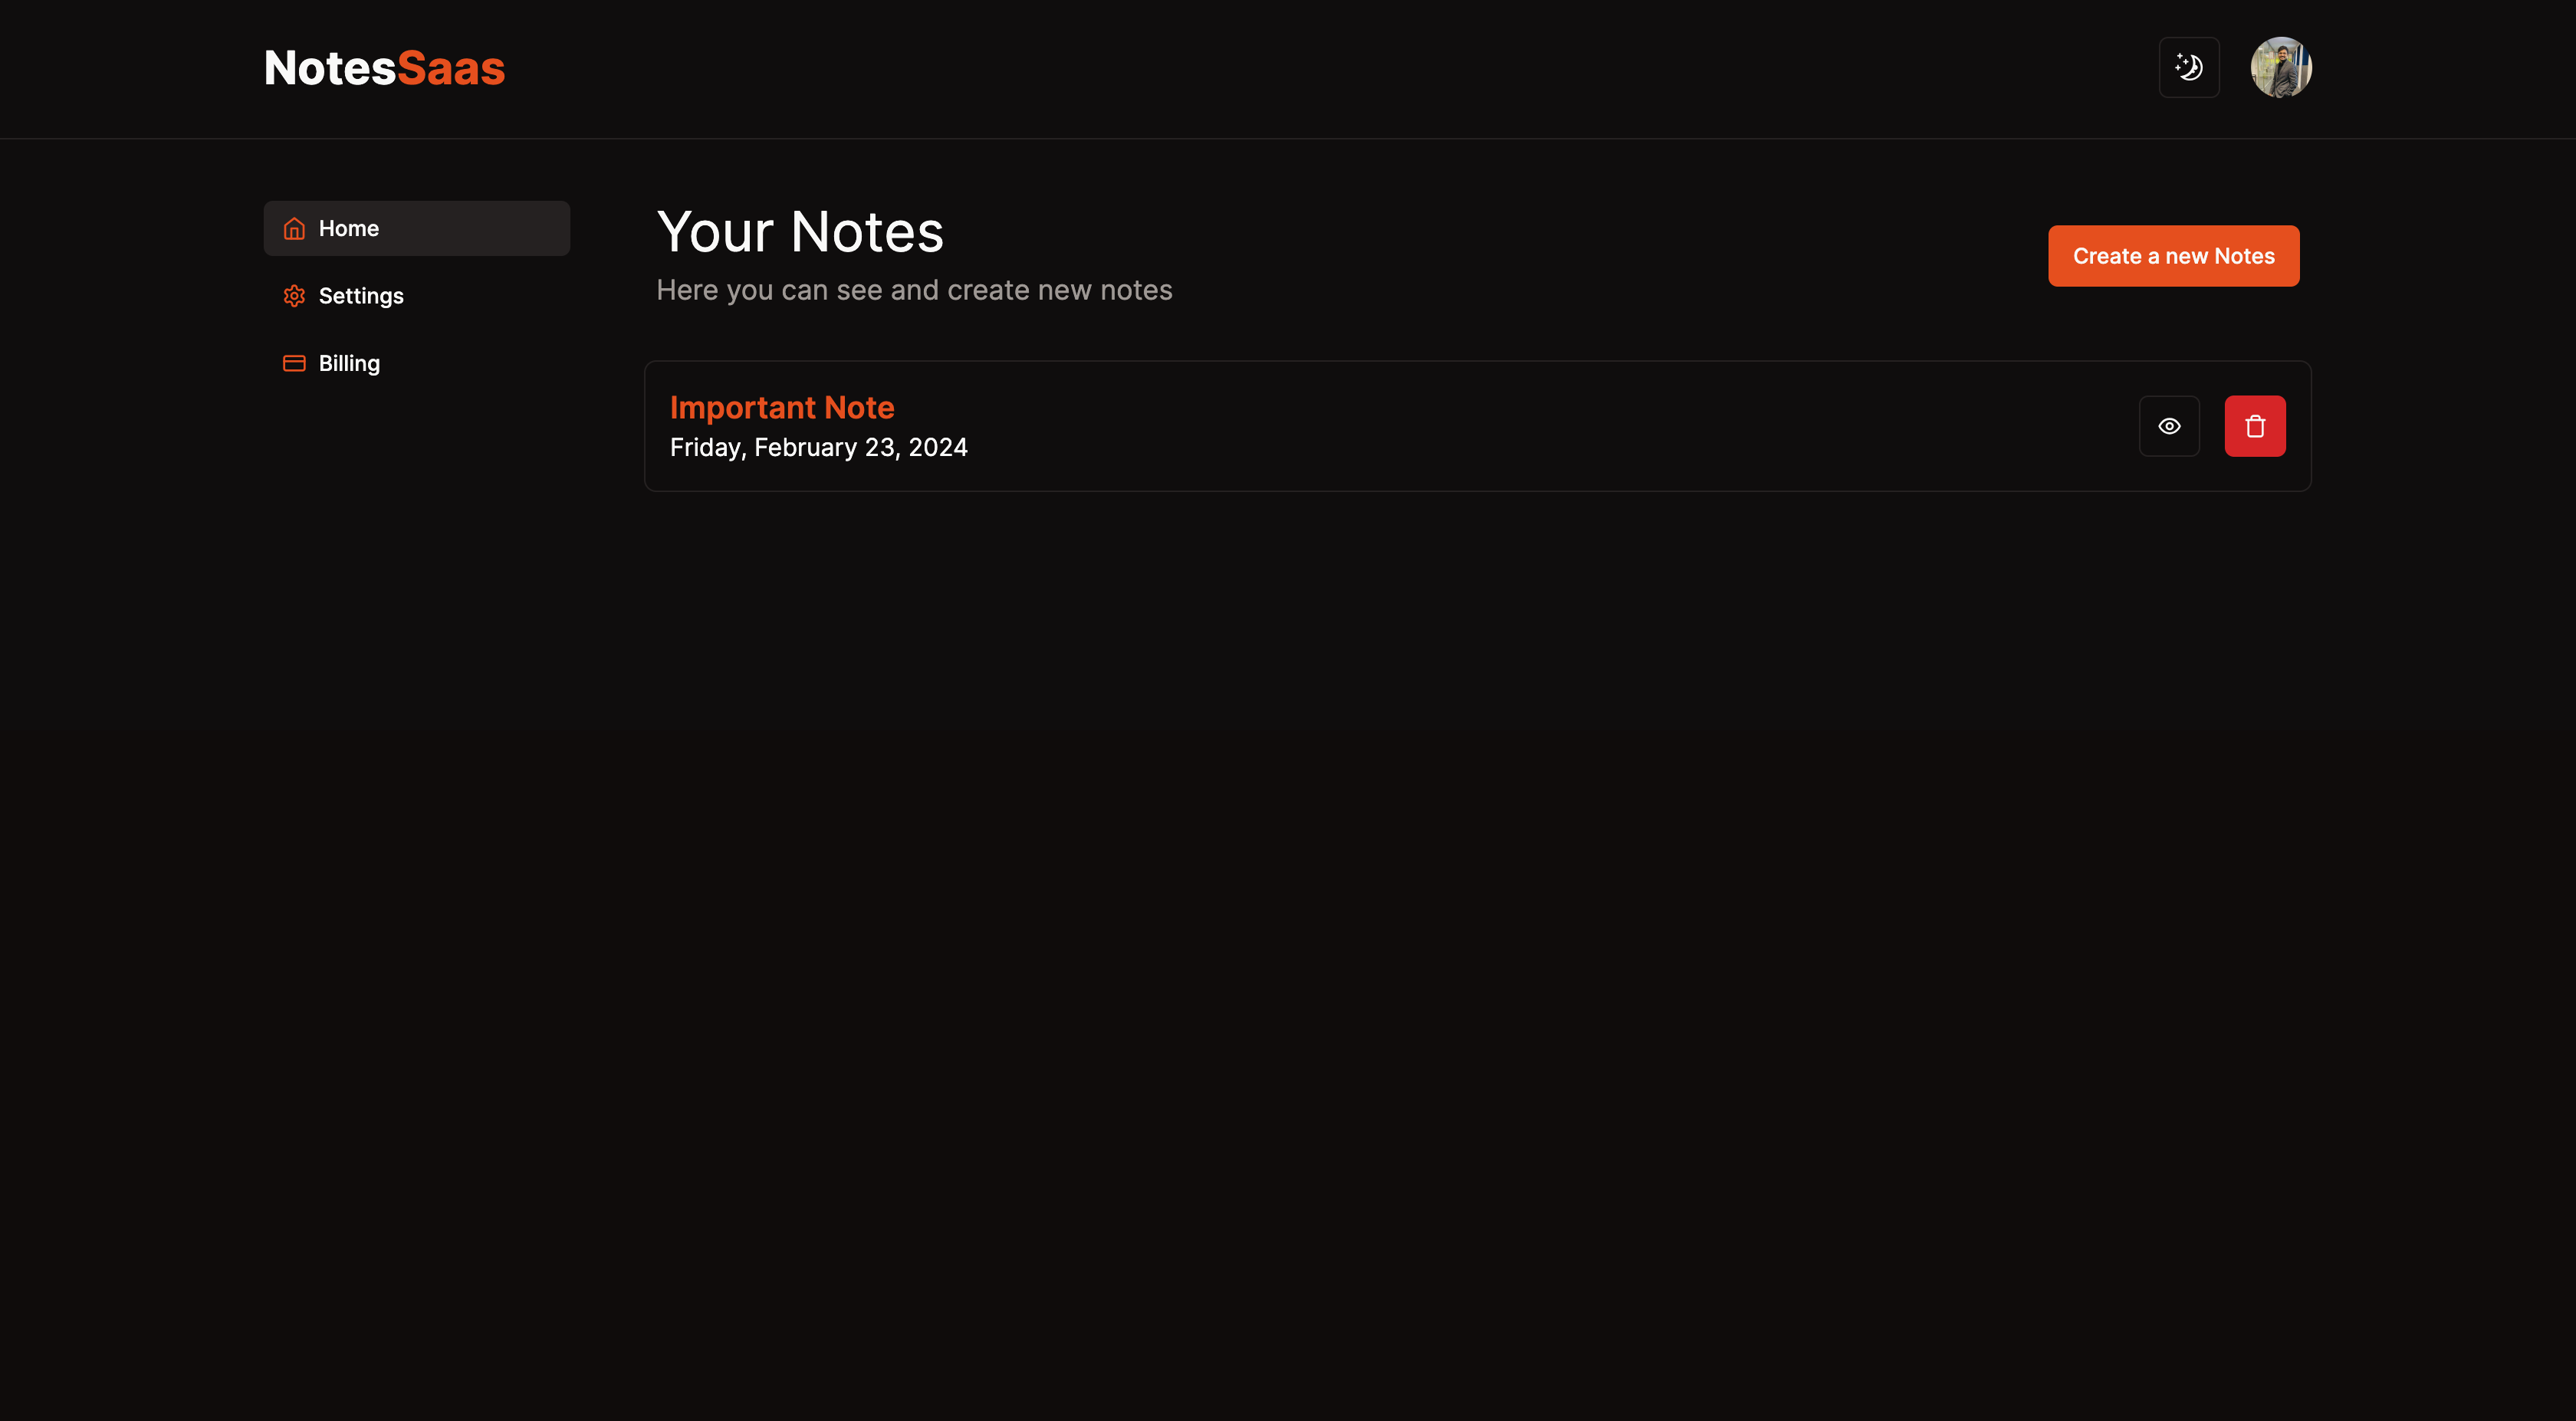 NotesSaas
Home
Settings
Billing
Your Notes
Here you can see and create new notes
Create a new Notes
Important Note
Friday, February 23, 2024